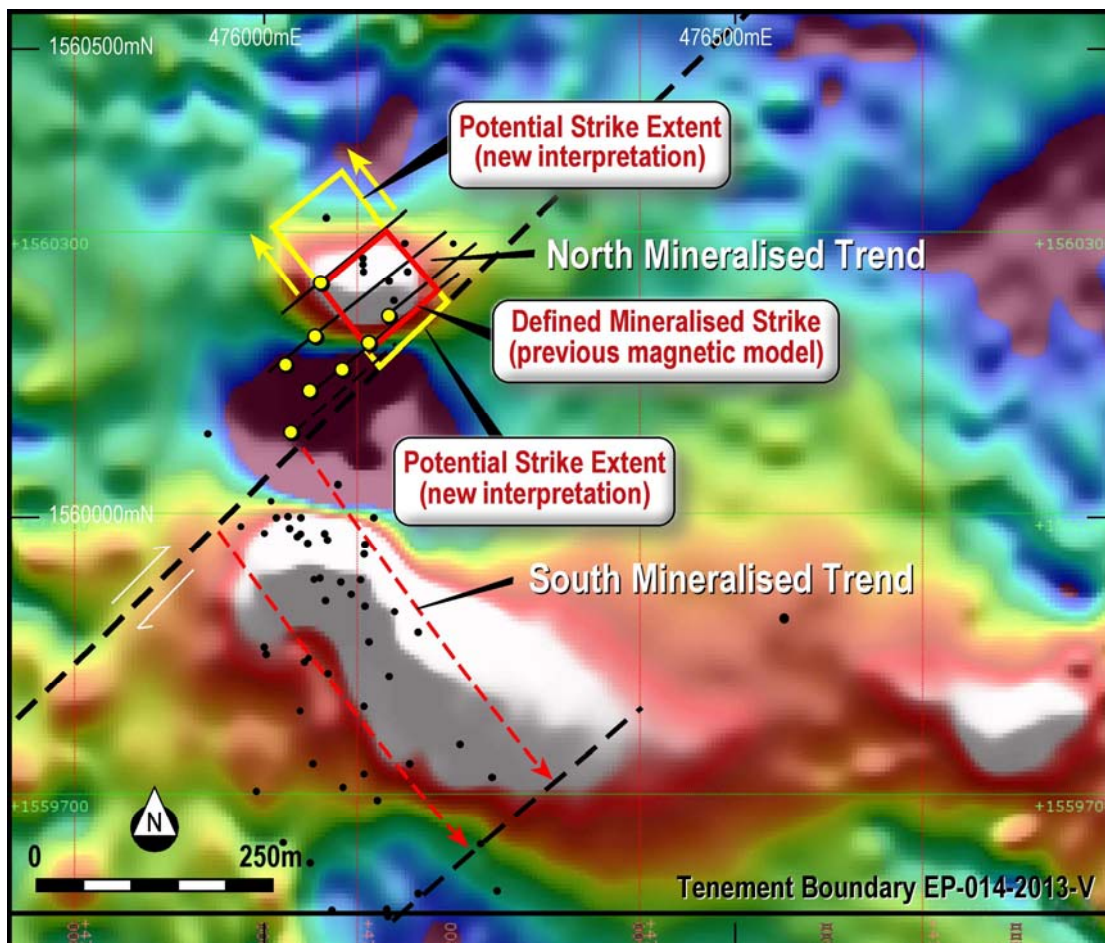 1560500mN
476000mE
476500mE
Potential Strike Extent
(new interpretation)
+1560300
+156030
North Mineralised Trend
Defined Mineralised Strike
(previous magnetic model)
Potential Strike Extent
(new interpretation)
1560000mN
South Mineralised Trend
+1559700
+1559700
N
0
250m
Tenement Boundary EP-014-2013-V